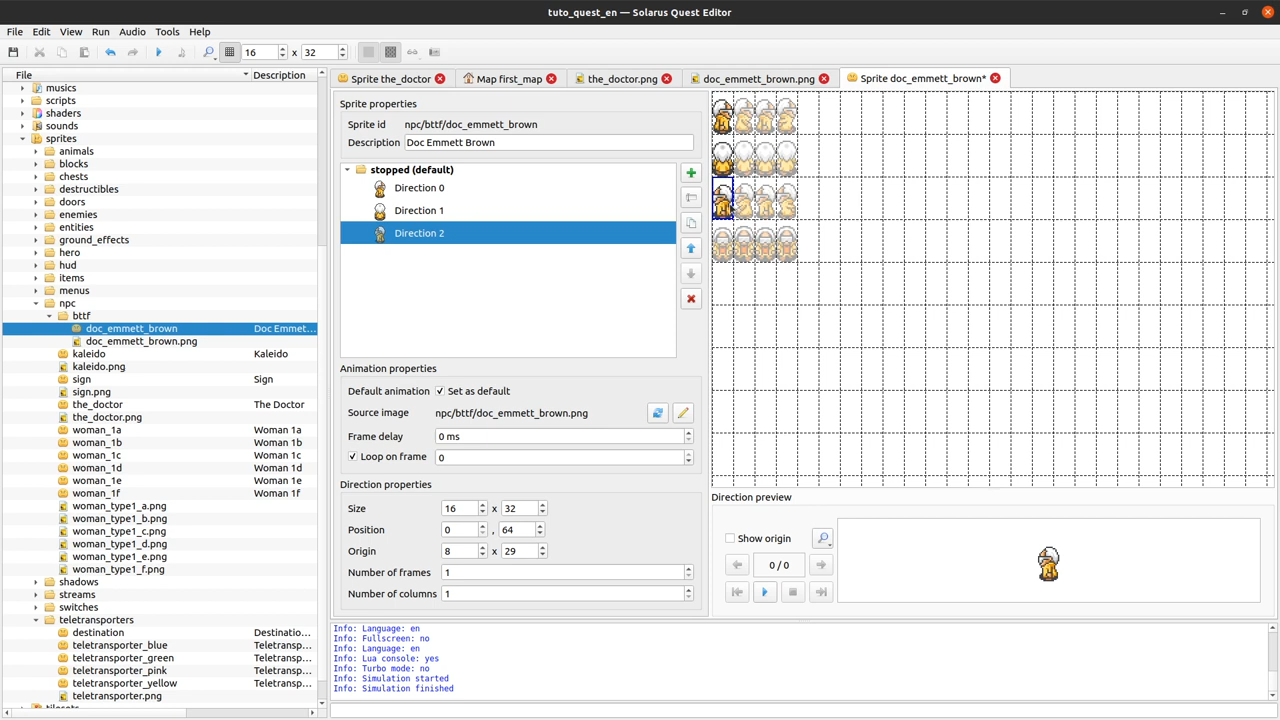 tuto_quest_en — Solarus Quest Editor
File Edit View Run Audio Tools Help
16 x 32
File Description
musics
scripts
shaders
sounds
sprites
animals
blocks
chests
destructibles
doors
enemies
entities
ground_effects
hero
hud
items
menus
npc
bttf
doc_emmett_brown Doc Emmet...
doc_emmett_brown.png
kaleido Kaleido
kaleido.png
sign Sign
sign.png
the_doctor The Doctor
the_doctor.png
woman_1a Woman 1a
woman_1b Woman 1b
woman_1c Woman 1c
woman_1d Woman 1d
woman_1e Woman 1e
woman_1f Woman 1f
woman_type1_a.png
woman_type1_b.png
woman_type1_c.png
woman_type1_d.png
woman_type1_e.png
woman_type1_f.png
shadows
streams
switches
teletransporters
destination Destinatio...
teletransporter_blue Teletransp...
teletransporter_green Teletransp...
teletransporter_pink Teletransp...
teletransporter_yellow Teletransp...
teletransporter.png
Sprite the_doctor Map first_map the_doctor.png doc_emmett_brown.png Sprite doc_emmett_brown*
Sprite properties
Sprite id npc/bttf/doc_emmett_brown
Description Doc Emmett Brown
stopped (default)
Direction 0
Direction 1
Direction 2
Animation properties
Default animation Set as default
Source image npc/bttf/doc_emmett_brown.png
Frame delay 0 ms
Loop on frame 0
Direction properties
Size 16 x 32
Position 0 , 64
Origin 8 x 29
Number of frames 1
Number of columns 1
Direction preview
Show origin
0 / 0
Info: Language: en
Info: Fullscreen: no
Info: Language: en
Info: Lua console: yes
Info: Turbo mode: no
Info: Simulation started
Info: Simulation finished